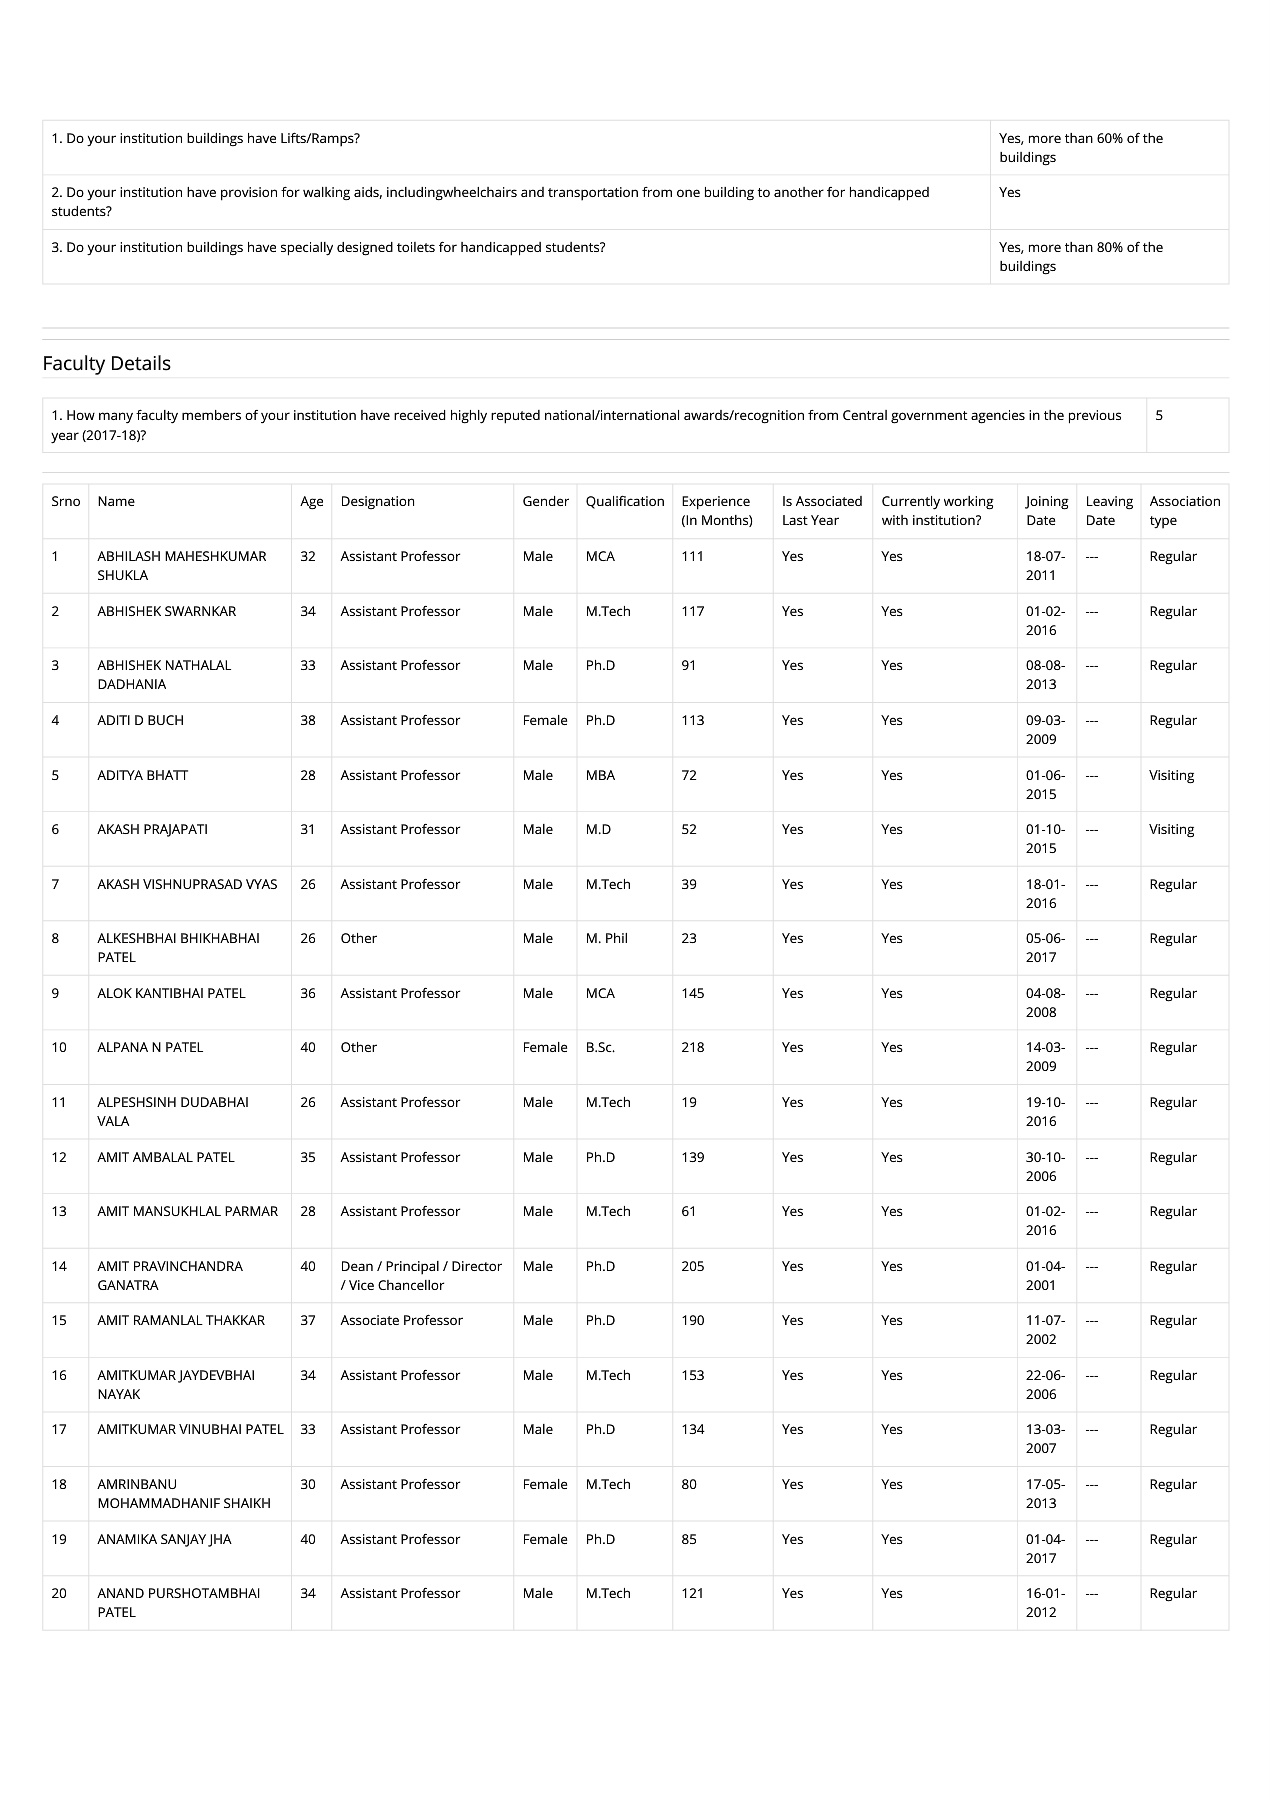 1. Do your institution buildings have Lifts/Ramps? Yes, more than 60% of the
buildings
2. Do your institution have provision for walking aids, includingwheelchairs and transportation from one building to another for handicapped Yes
students?
3. Do your institution buildings have specially designed toilets for handicapped students? Yes, more than 80% of the
buildings
Faculty Details
1. How many faculty members of your institution have received highly reputed national/international awards/recognition from Central government agencies in the previous 5
year (2017-18)?
Srno Name Age Designation Gender Qualification Experience Is Associated Currently working Joining Leaving Association
(In Months) Last Year with institution? Date Date type
1 ABHILASH MAHESHKUMAR 32 Assistant Professor Male MCA 111 Yes Yes 18-07- --- Regular
SHUKLA 2011
2 ABHISHEK SWARNKAR 34 Assistant Professor Male M.Tech 117 Yes Yes 01-02- --- Regular
2016
3 ABHISHEK NATHALAL 33 Assistant Professor Male Ph.D 91 Yes Yes 08-08- --- Regular
DADHANIA 2013
4 ADITI D BUCH 38 Assistant Professor Female Ph.D 113 Yes Yes 09-03- --- Regular
2009
5 ADITYA BHATT 28 Assistant Professor Male MBA 72 Yes Yes 01-06- --- Visiting
2015
6 AKASH PRAJAPATI 31 Assistant Professor Male M.D 52 Yes Yes 01-10- --- Visiting
2015
7 AKASH VISHNUPRASAD VYAS 26 Assistant Professor Male M.Tech 39 Yes Yes 18-01- --- Regular
2016
8 ALKESHBHAI BHIKHABHAI 26 Other Male M. Phil 23 Yes Yes 05-06- --- Regular
PATEL 2017
9 ALOK KANTIBHAI PATEL 36 Assistant Professor Male MCA 145 Yes Yes 04-08- --- Regular
2008
10 ALPANA N PATEL 40 Other Female B.Sc. 218 Yes Yes 14-03- --- Regular
2009
11 ALPESHSINH DUDABHAI 26 Assistant Professor Male M.Tech 19 Yes Yes 19-10- --- Regular
VALA 2016
12 AMIT AMBALAL PATEL 35 Assistant Professor Male Ph.D 139 Yes Yes 30-10- --- Regular
2006
13 AMIT MANSUKHLAL PARMAR 28 Assistant Professor Male M.Tech 61 Yes Yes 01-02- --- Regular
2016
14 AMIT PRAVINCHANDRA 40 Dean / Principal / Director Male Ph.D 205 Yes Yes 01-04- --- Regular
GANATRA / Vice Chancellor 2001
15 AMIT RAMANLAL THAKKAR 37 Associate Professor Male Ph.D 190 Yes Yes 11-07- --- Regular
2002
16 AMITKUMAR JAYDEVBHAI 34 Assistant Professor Male M.Tech 153 Yes Yes 22-06- --- Regular
NAYAK 2006
17 AMITKUMAR VINUBHAI PATEL 33 Assistant Professor Male Ph.D 134 Yes Yes 13-03- --- Regular
2007
18 AMRINBANU 30 Assistant Professor Female M.Tech 80 Yes Yes 17-05- --- Regular
MOHAMMADHANIF SHAIKH 2013
19 ANAMIKA SANJAY JHA 40 Assistant Professor Female Ph.D 85 Yes Yes 01-04- --- Regular
2017
20 ANAND PURSHOTAMBHAI 34 Assistant Professor Male M.Tech 121 Yes Yes 16-01- --- Regular
PATEL 2012